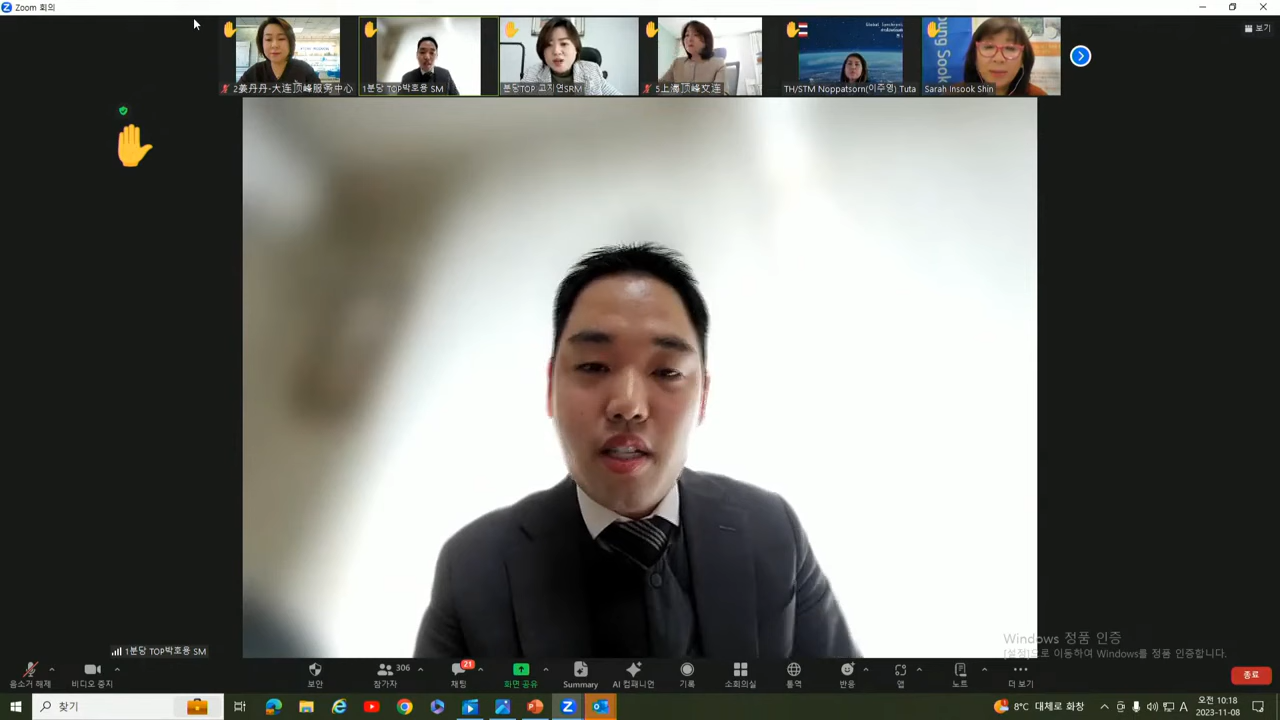 Zoom 회의
보기
2姜丹丹-大连顶峰服务中心
1분당 TOP박호용 SM
분당TOP 고지연SRM
5上海顶峰文连
TH/STM Noppatsorn(이주영) Tuta
Sarah Insook Shin
1분당 TOP박호용 SM
Windows 정품 인증
[설정]으로 이동하여 Windows를 정품 인증합니다.
음소거 해제
비디오 중지
보안
306
참가자
21
채팅
화면 공유
Summary
AI 컴패니언
기록
소회의실
통역
반응
앱
노트
더 보기
종료
찾기
8°C 대체로 화창
A
오전 10:18
2023-11-08